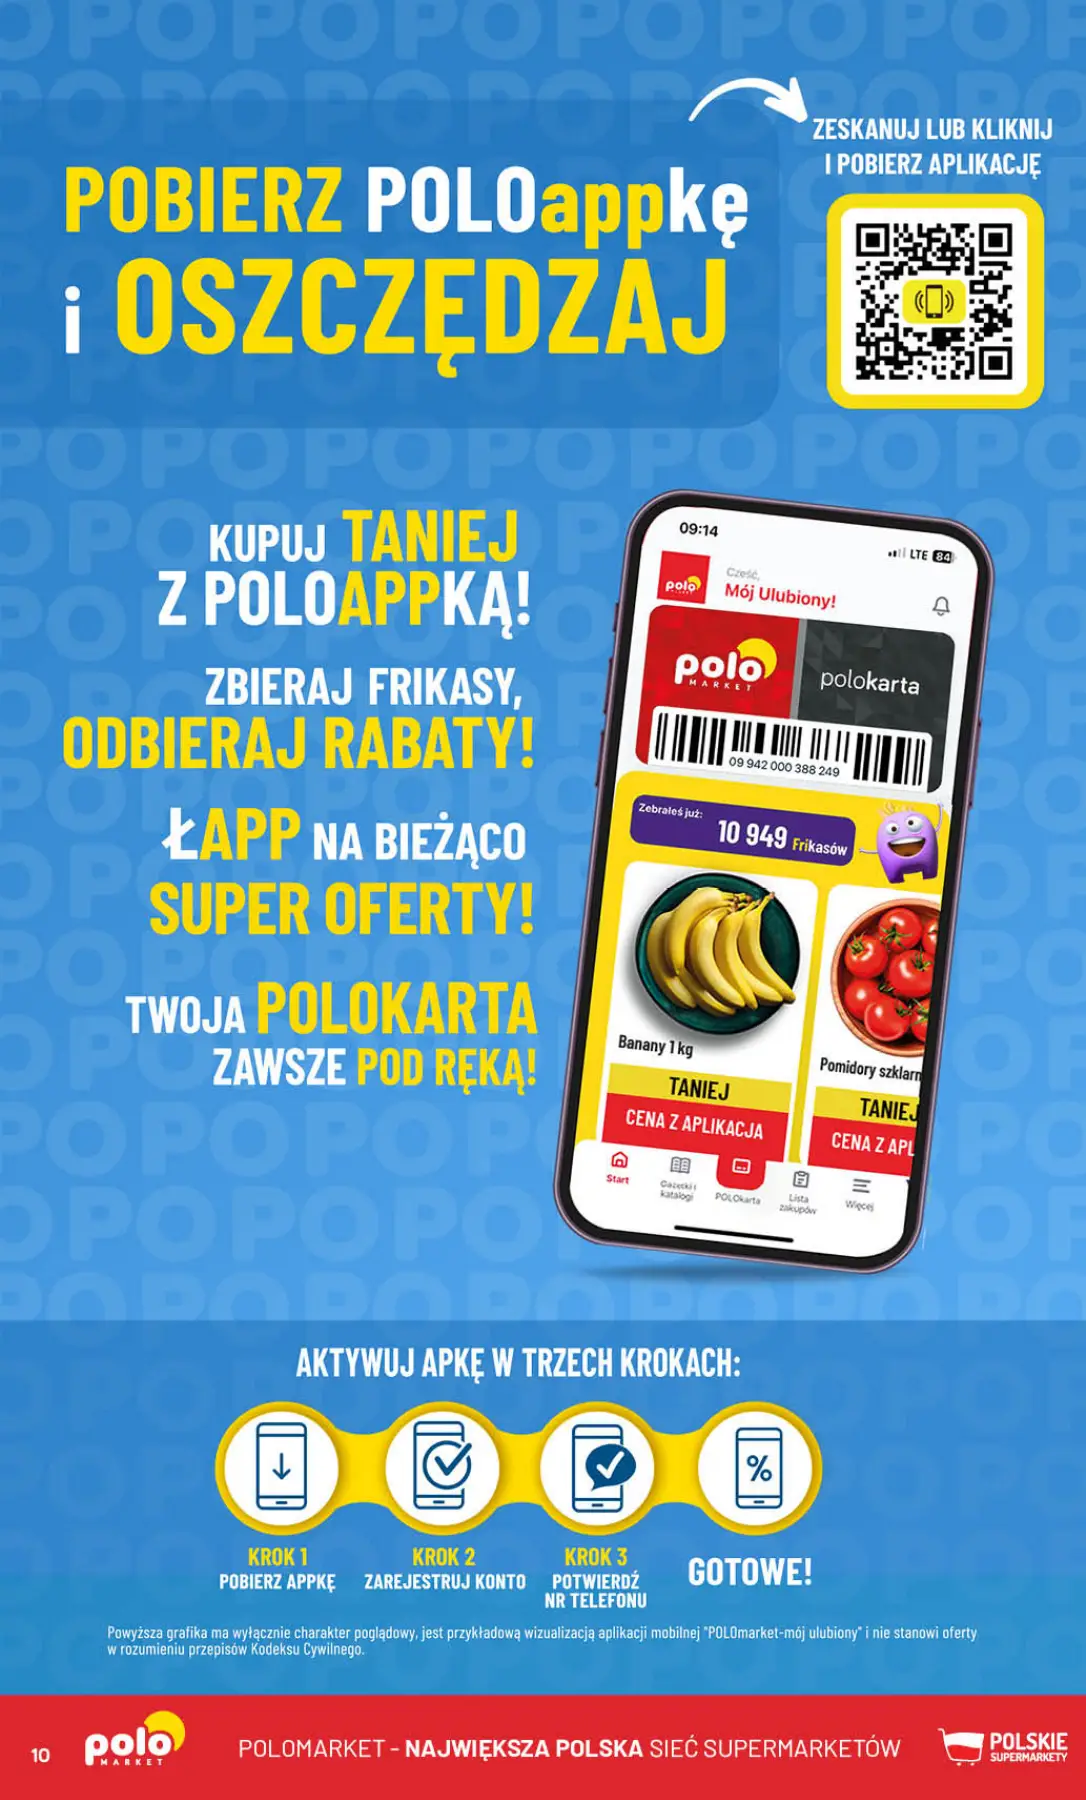 ZESKANUJ LUB KLIKNIJ
I POBIERZ APLIKACJĘ
POBIERZ POLOappkę
i OSZCZĘDZAJ
KUPUJ TANIEJ
Z POLOAPPKĄ!
ZBIERAJ FRIKASY,
ODBIERAJ RABATY!
ŁAPP NA BIEŻĄCO
SUPER OFERTY!
TWOJA POLOKARTA
ZAWSZE POD RĘKĄ!
09:14
LTE 84
polo
Cześć,
Mój Ulubiony!
polo
MARKET
polokarta
09 942 000 388 249
Zebrałeś już:
10 949 Frikasów
Banany 1 kg
TANIEJ
CENA Z APLIKACJĄ
Pomidory szklarn
TANIEJ
CENA Z APL
Start
Gazetki i
katalogi
POLOkarta
Lista
zakupów
Więcej
AKTYWUJ APKĘ W TRZECH KROKACH:
KROK 1
POBIERZ APPKĘ
KROK 2
ZAREJESTRUJ KONTO
KROK 3
POTWIERDŹ
NR TELEFONU
%
GOTOWE!
Powyższa grafika ma wyłącznie charakter poglądowy, jest przykładową wizualizacją aplikacji mobilnej "POLOmarket-mój ulubiony" i nie stanowi oferty
w rozumieniu przepisów Kodeksu Cywilnego.
10
polo
MARKET
POLOMARKET - NAJWIĘKSZA POLSKA SIEĆ SUPERMARKETÓW
POLSKIE
SUPERMARKETY